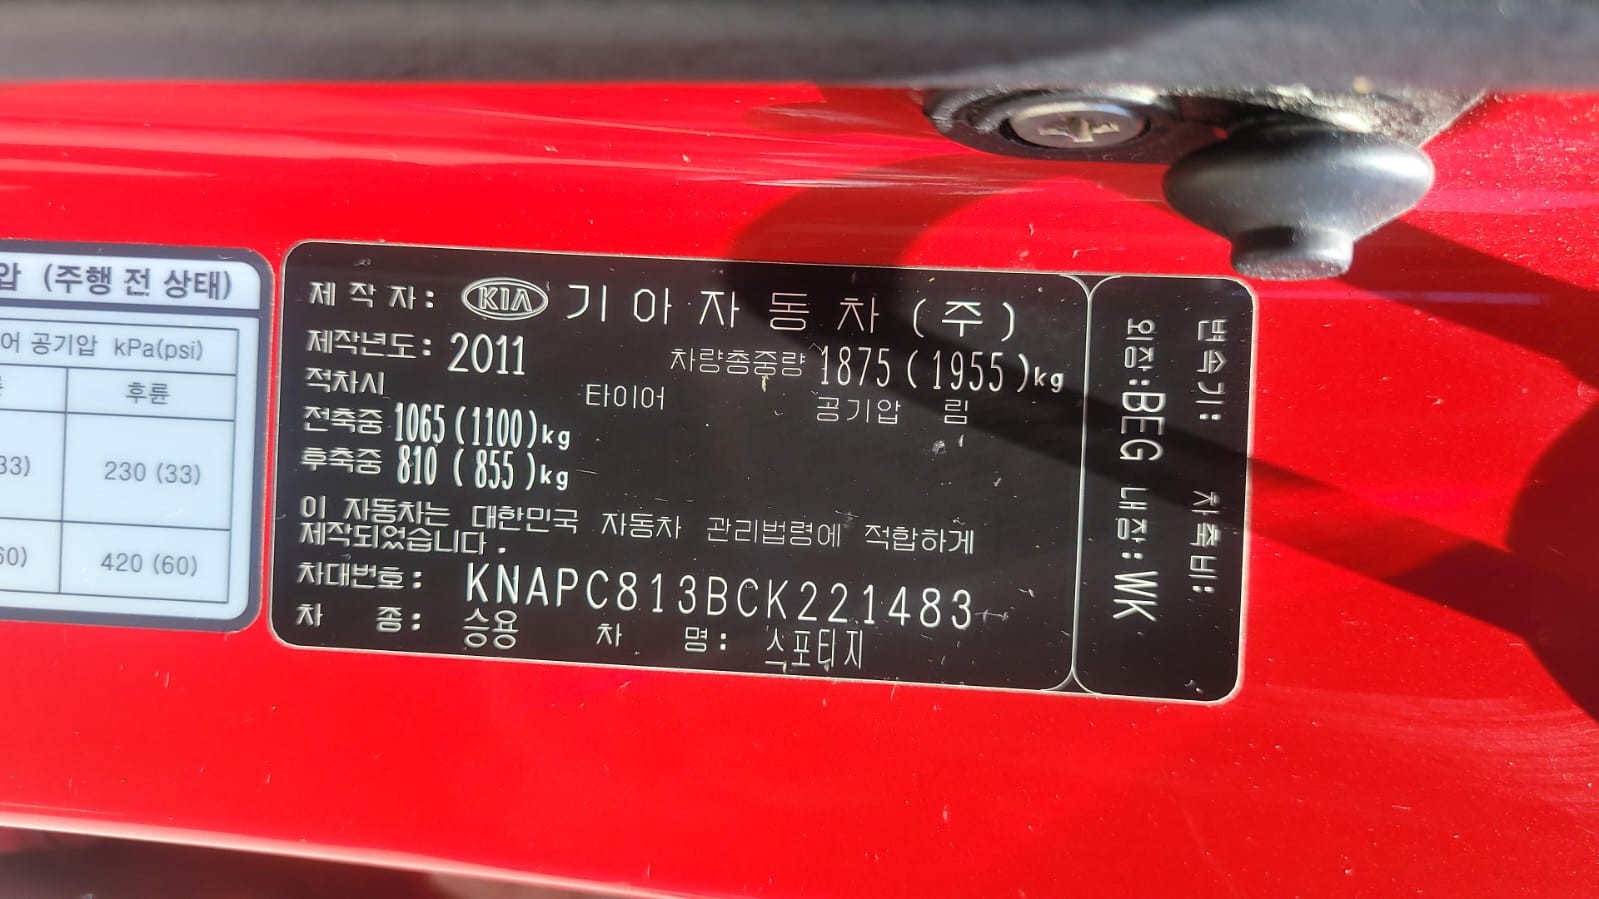 압 (주행 전 상태)
어 공기압 kPa(psi)
후륜
33) 230 (33)
60) 420 (60)
제작자: KIA 기아자동차(주)
제작년도: 2011 차량총중량 1875(1955)kg
적차시 타이어 공기압 림
전축중 1065(1100)kg
후축중 810 (855)kg
이 자동차는 대한민국 자동차 관리법령에 적합하게
제작되었습니다.
차대번호: KNAPC813BCK221483
차 종: 승용 차 명: 스포티지
변속기: 차축비:
외장:BEG 내장:WK